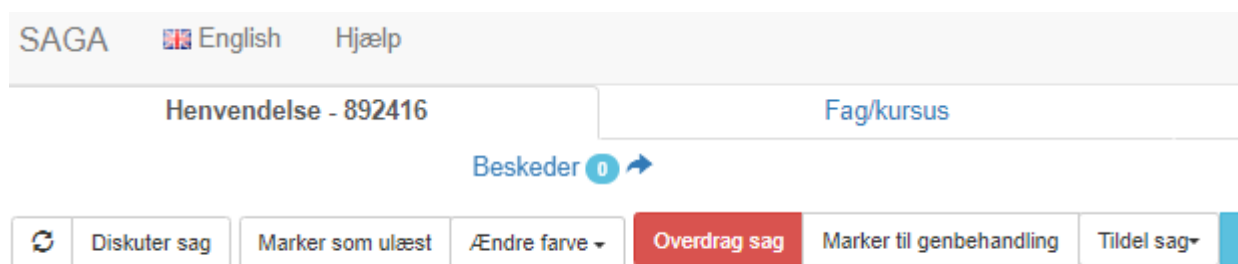 SAGA English Hjælp
Henvendelse - 892416 Fag/kursus
Beskeder 0
Diskuter sag Marker som ulæst Ændre farve Overdrag sag Marker til genbehandling Tildel sag